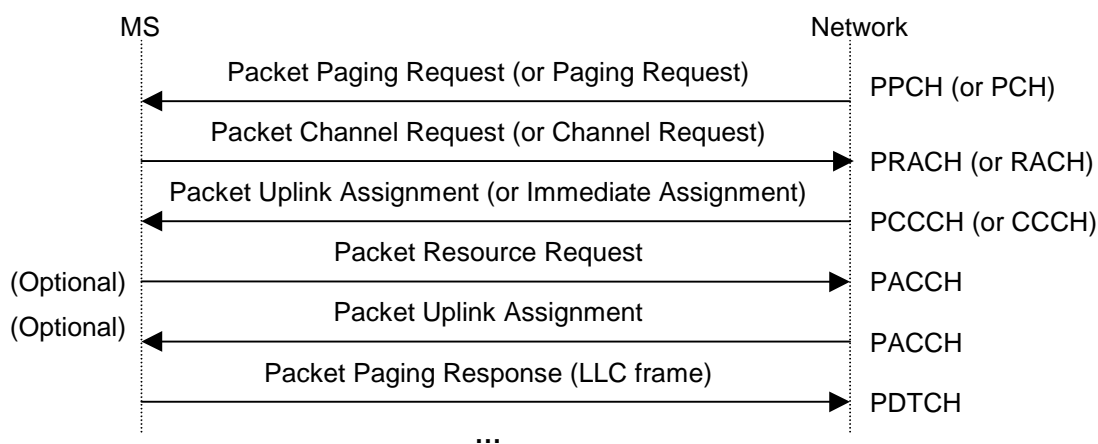 MS Network
Packet Paging Request (or Paging Request)
PPCH (or PCH)
Packet Channel Request (or Channel Request)
PRACH (or RACH)
Packet Uplink Assignment (or Immediate Assignment)
PCCCH (or CCCH)
Packet Resource Request
(Optional) PACCH
Packet Uplink Assignment
(Optional) PACCH
Packet Paging Response (LLC frame)
PDTCH
...